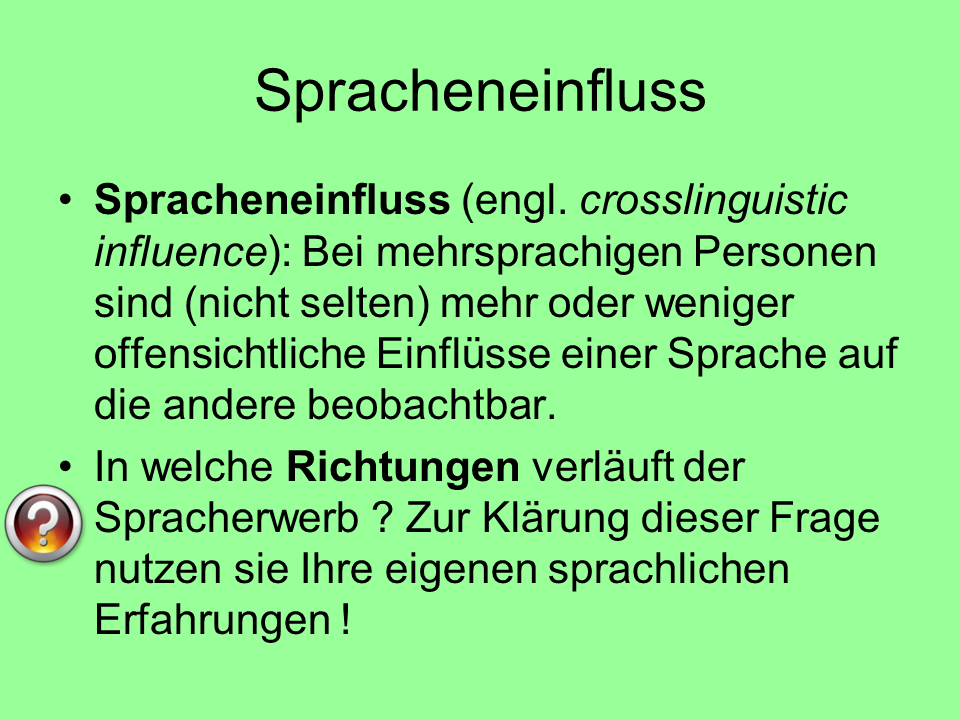 Spracheneinfluss
• Spracheneinfluss (engl. crosslinguistic
influence): Bei mehrsprachigen Personen
sind (nicht selten) mehr oder weniger
offensichtliche Einflüsse einer Sprache auf
die andere beobachtbar.
• In welche Richtungen verläuft der
Spracherwerb ? Zur Klärung dieser Frage
nutzen sie Ihre eigenen sprachlichen
Erfahrungen !
?